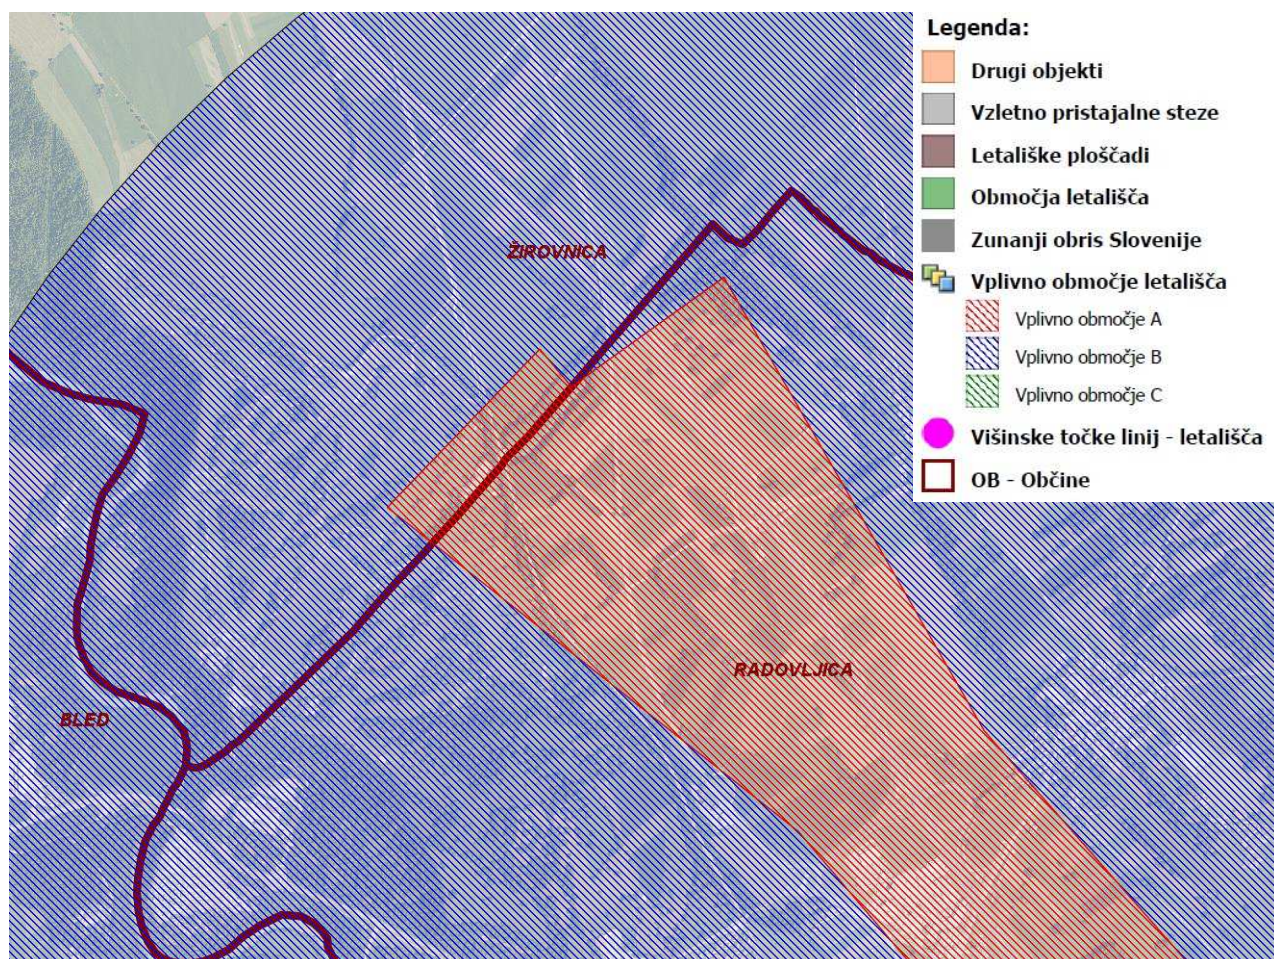 Legenda:
Drugi objekti
Vzletno pristajalne steze
Letališke ploščadi
Območja letališča
Zunanji obris Slovenije
Vplivno območje letališča
Vplivno območje A
Vplivno območje B
Vplivno območje C
Višinske točke linij - letališča
OB - Občine
ŽIROVNICA
RADOVLJICA
BLED